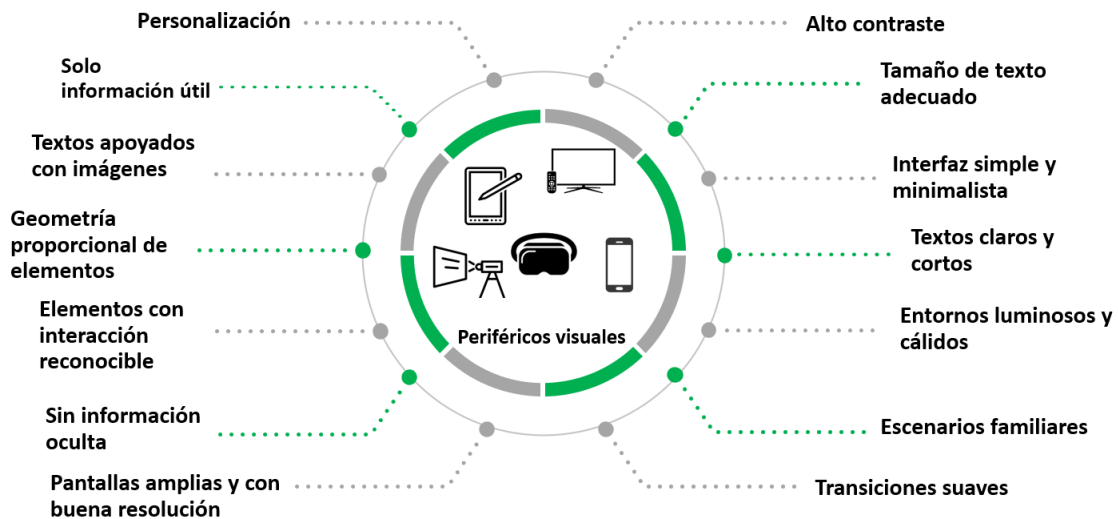 Personalización
Solo
información útil
Textos apoyados
con imágenes
Geometría
proporcional de
elementos
Elementos con
interacción
reconocible
Sin información
oculta
Pantallas amplias y con
buena resolución
Periféricos visuales
Alto contraste
Tamaño de texto
adecuado
Interfaz simple y
minimalista
Textos claros y
cortos
Entornos luminosos y
cálidos
Escenarios familiares
Transiciones suaves